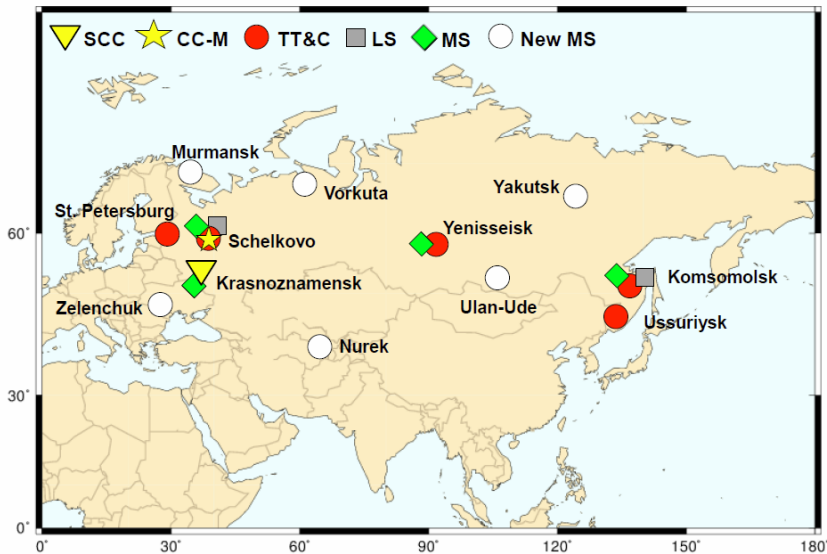 SCC CC-M TT&C LS MS New MS
Murmansk
Vorkuta
Yakutsk
St. Petersburg
Yenisseisk
Schelkovo
Komsomolsk
Krasnoznamensk
Zelenchuk
Ulan-Ude
Ussuriysk
Nurek
60°
30°
0°
0° 30° 60° 90° 120° 150° 180°